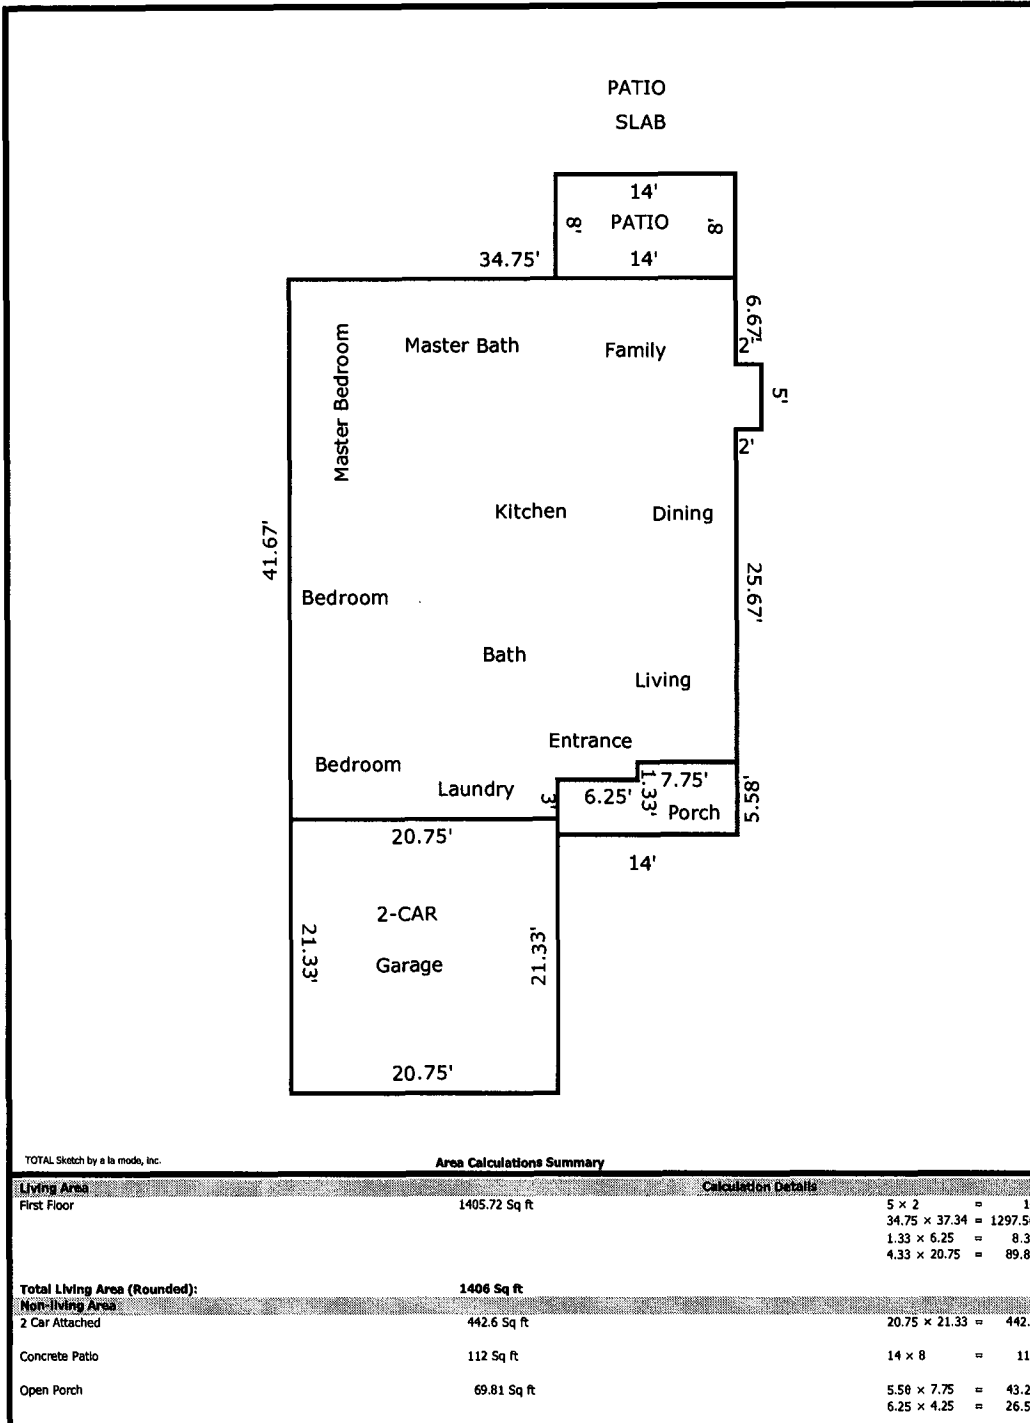 PATIO
SLAB
14'
8'
PATIO
8'
34.75'
14'
6.67'
2'
Master Bedroom
Master Bath
Family
5'
2'
Kitchen
Dining
41.67'
25.67'
Bedroom
Bath
Living
Entrance
Bedroom
Laundry
3'
6.25'
1.33'
7.75'
Porch
5.58'
20.75'
14'
2-CAR
21.33'
Garage
21.33'
20.75'
TOTAL Sketch by a la mode, inc.
Area Calculations Summary
Living Area
Calculation Details
First Floor
1405.72 Sq ft
5 × 2 = 1
34.75 × 37.34 = 1297.5
1.33 × 6.25 = 8.3
4.33 × 20.75 = 89.8
Total Living Area (Rounded):
1406 Sq ft
Non-living Area
2 Car Attached
442.6 Sq ft
20.75 × 21.33 = 442.
Concrete Patio
112 Sq ft
14 × 8 = 11
Open Porch
69.81 Sq ft
5.58 × 7.75 = 43.2
6.25 × 4.25 = 26.5